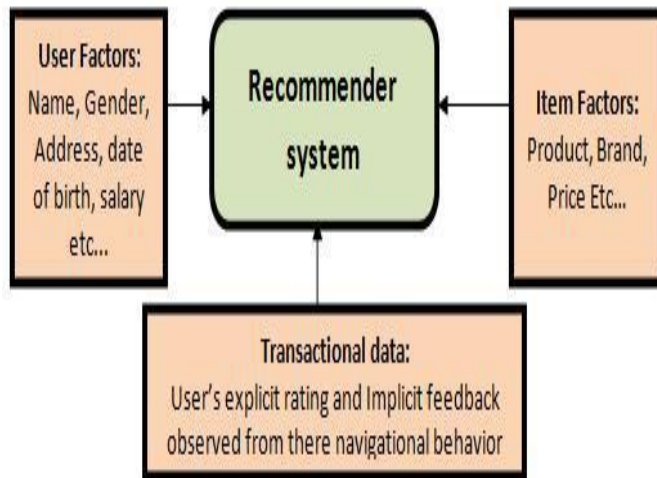 User Factors:
Name, Gender,
Address, date
of birth, salary
etc...
Recommender
system
Item Factors:
Product, Brand,
Price Etc...
Transactional data:
User's explicit rating and Implicit feedback
observed from there navigational behavior